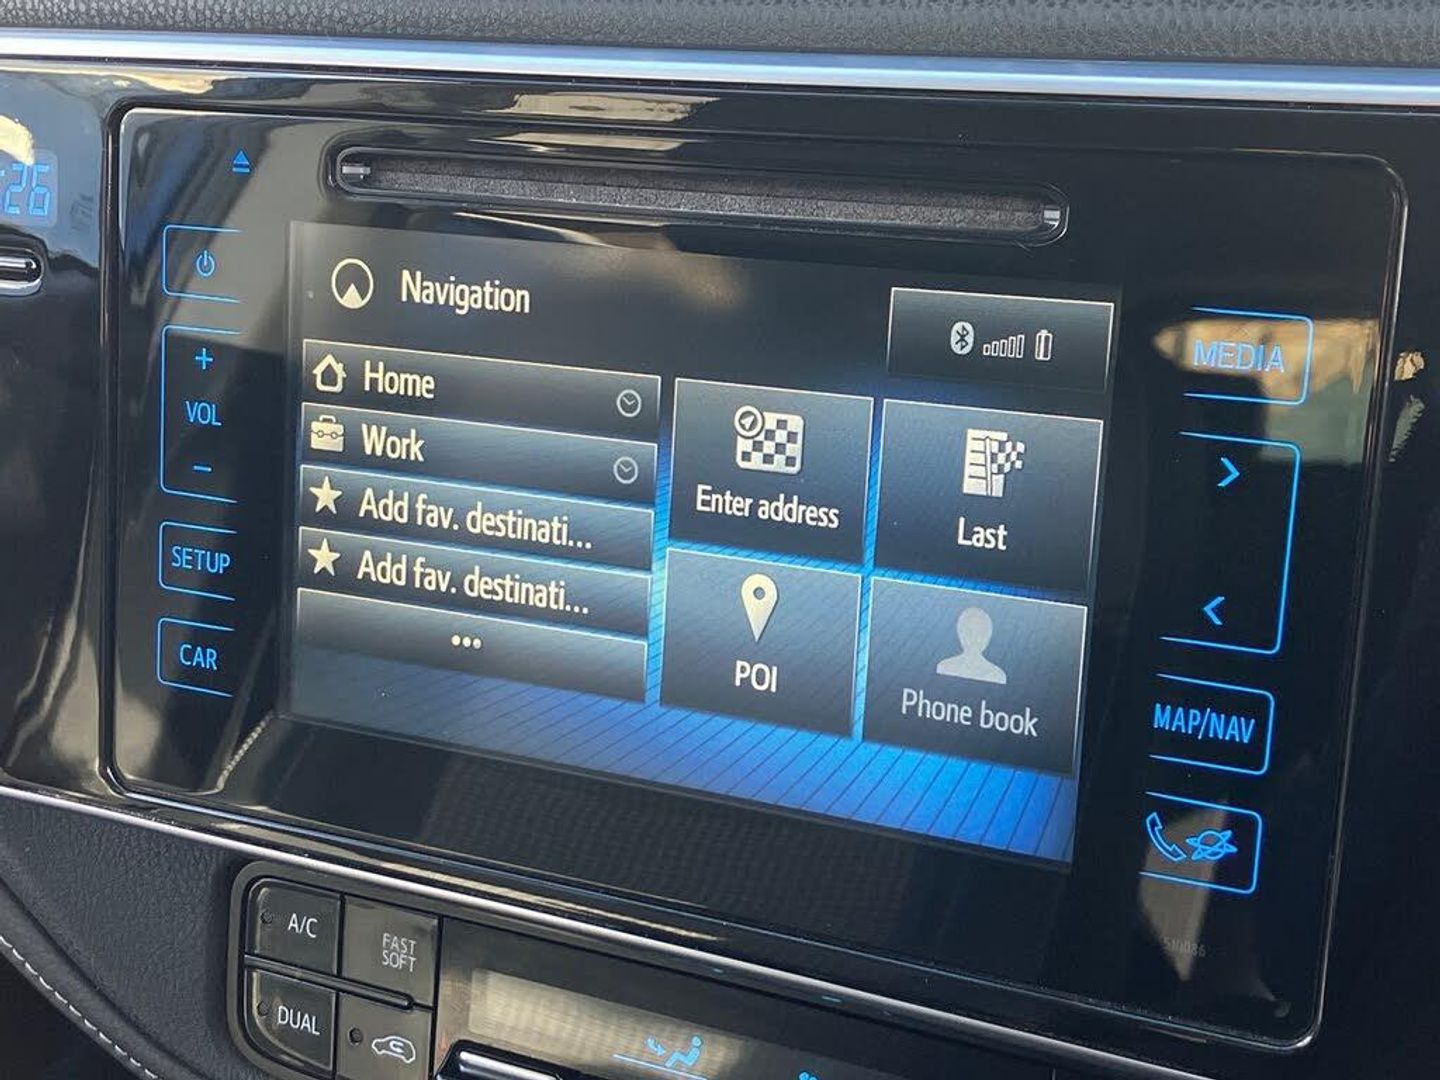 :26
Navigation
Home
Work
Add fav. destinati...
Add fav. destinati...
...
Enter address
Last
POI
Phone book
+
VOL
-
SETUP
CAR
MEDIA
>
<
MAP/NAV
510086
A/C
FAST
SOFT
DUAL